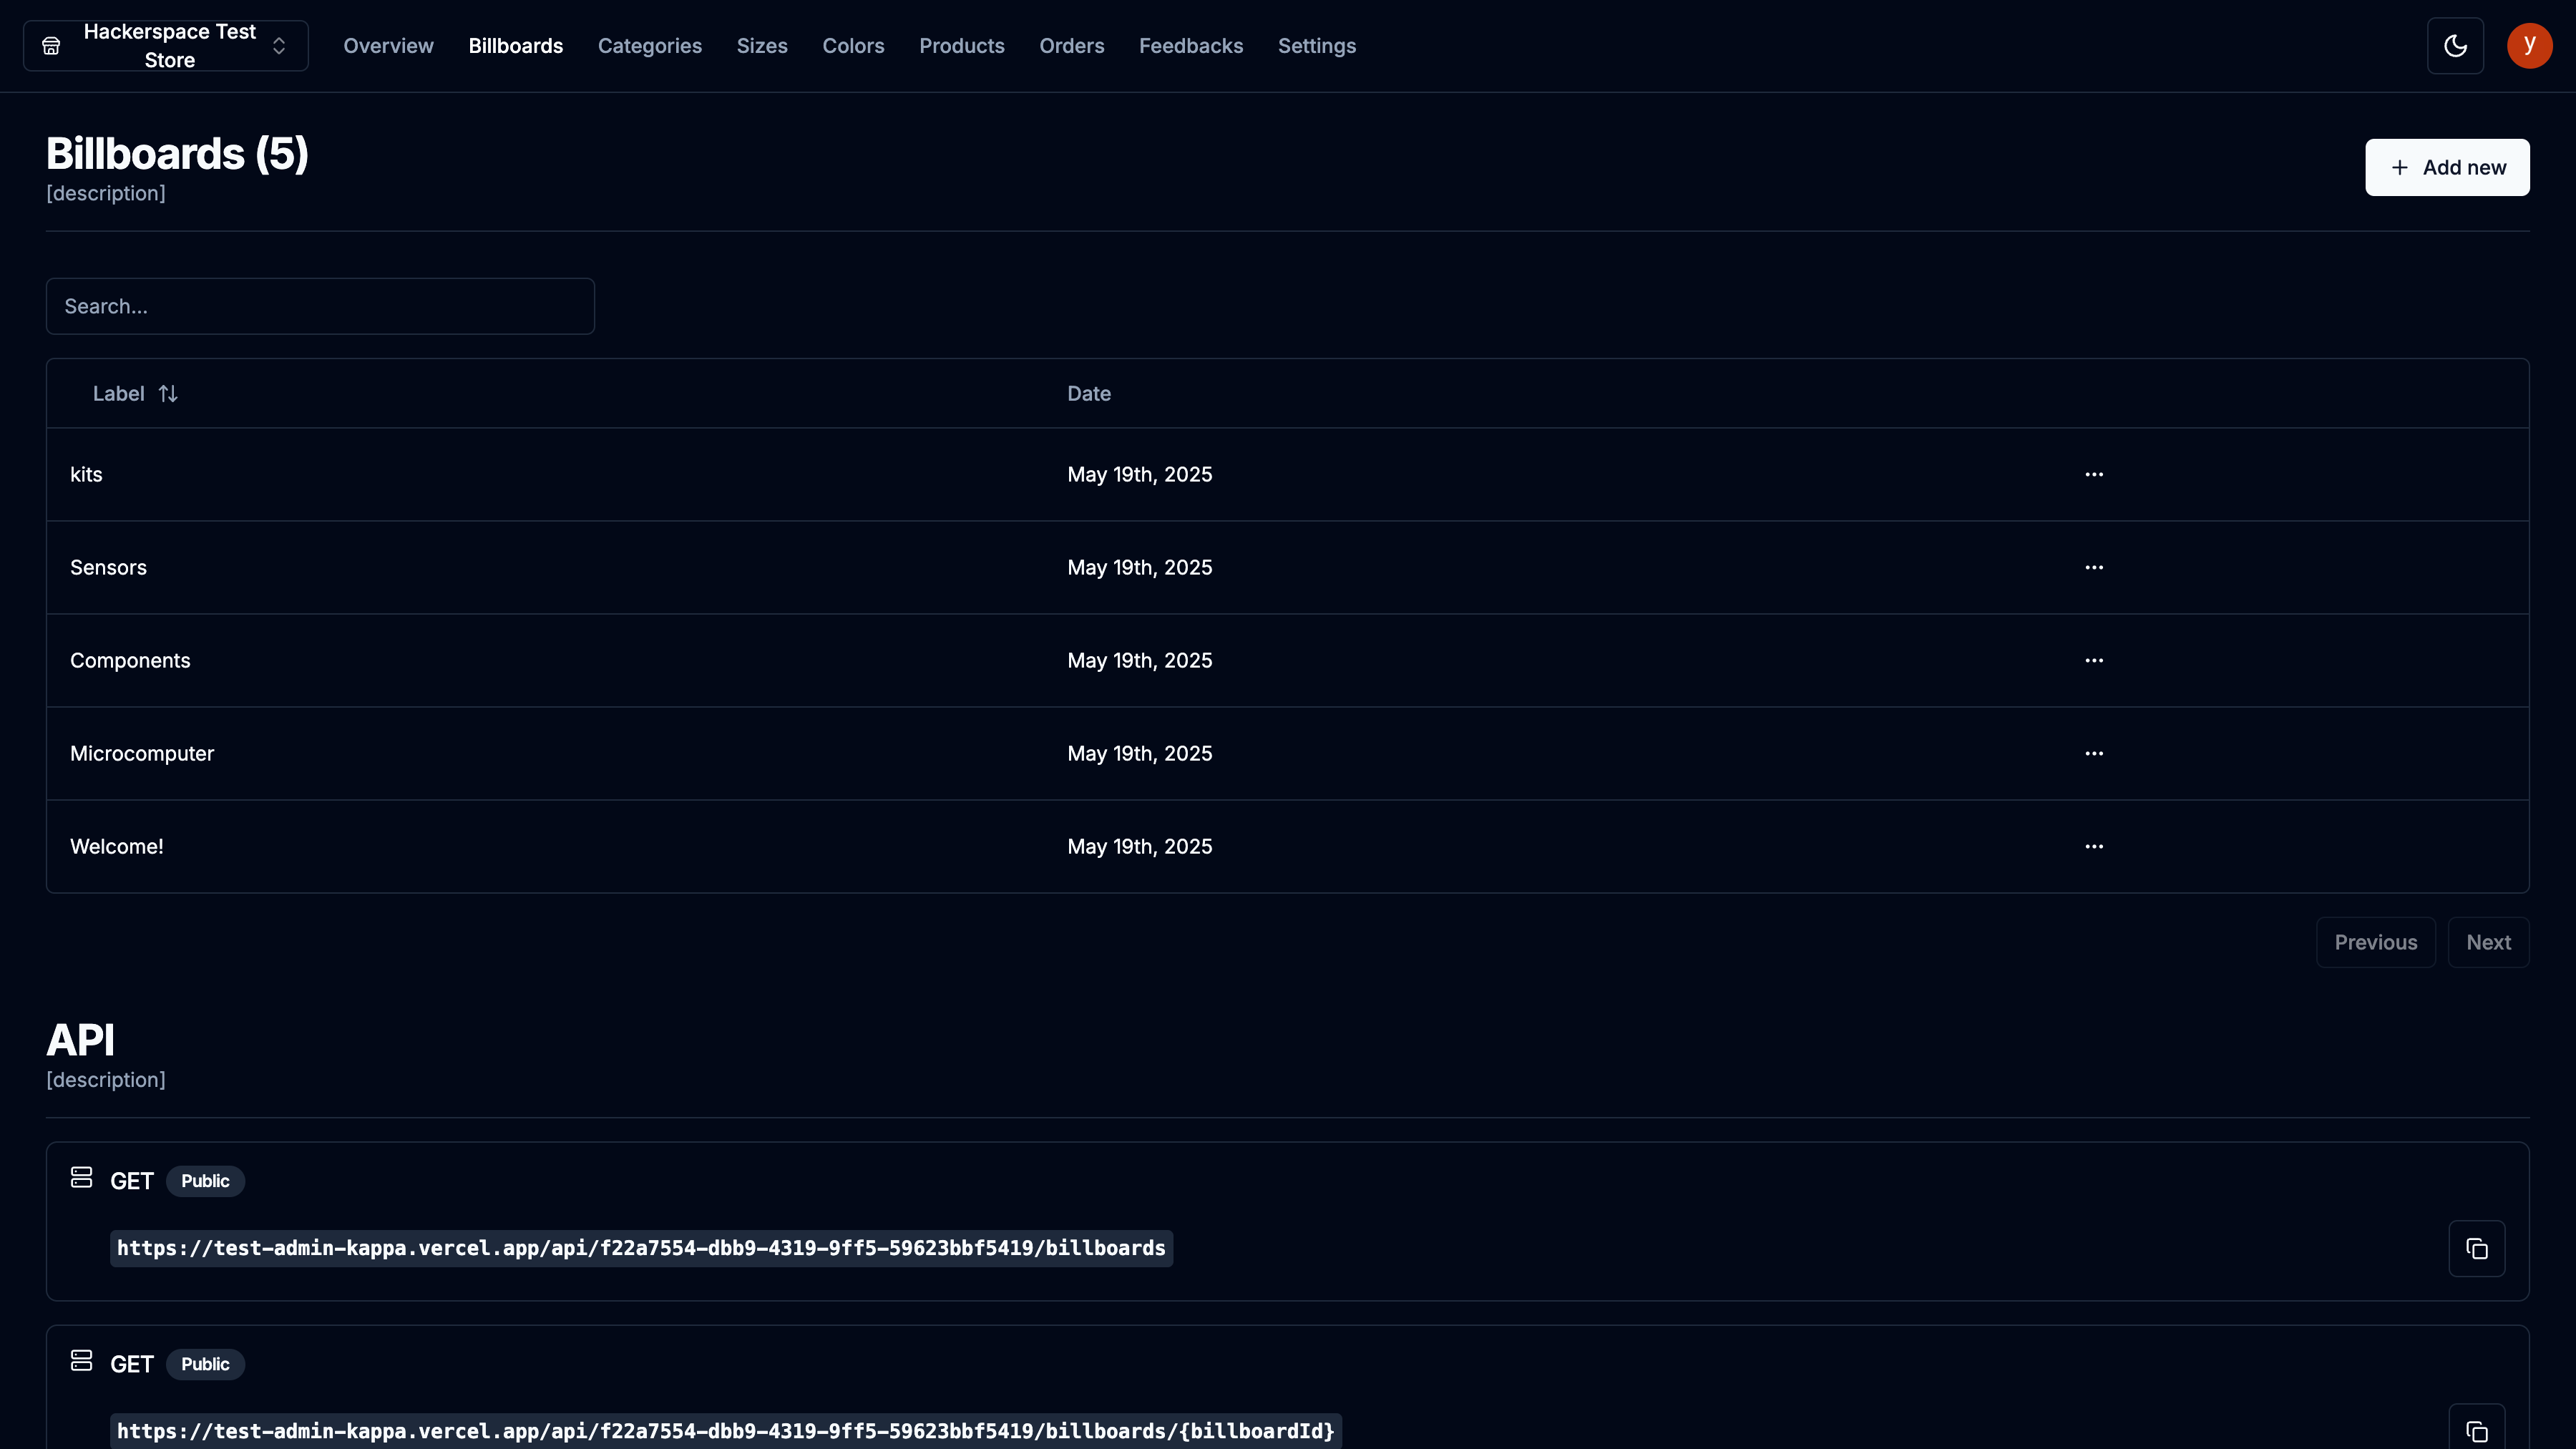 Hackerspace Test
Store
Overview
Billboards
Categories
Sizes
Colors
Products
Orders
Feedbacks
Settings
y
Billboards (5)
[description]
Add new
Search...
Label
Date
kits
May 19th, 2025
Sensors
May 19th, 2025
Components
May 19th, 2025
Microcomputer
May 19th, 2025
Welcome!
May 19th, 2025
Previous
Next
API
[description]
GET
Public
https://test-admin-kappa.vercel.app/api/f22a7554-dbb9-4319-9ff5-59623bbf5419/billboards
GET
Public
https://test-admin-kappa.vercel.app/api/f22a7554-dbb9-4319-9ff5-59623bbf5419/billboards/{billboardId}